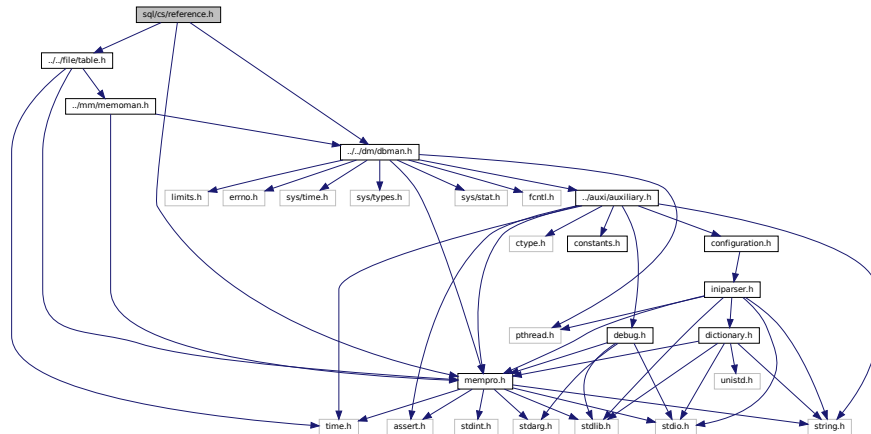 sql/cs/reference.h
../../file/table.h
../mm/memoman.h
../../dm/dbman.h
limits.h
errno.h
sys/time.h
sys/types.h
sys/stat.h
fcntl.h
../auxi/auxiliary.h
ctype.h
constants.h
configuration.h
iniparser.h
pthread.h
debug.h
dictionary.h
mempro.h
unistd.h
time.h
assert.h
stdint.h
stdarg.h
stdlib.h
stdio.h
string.h